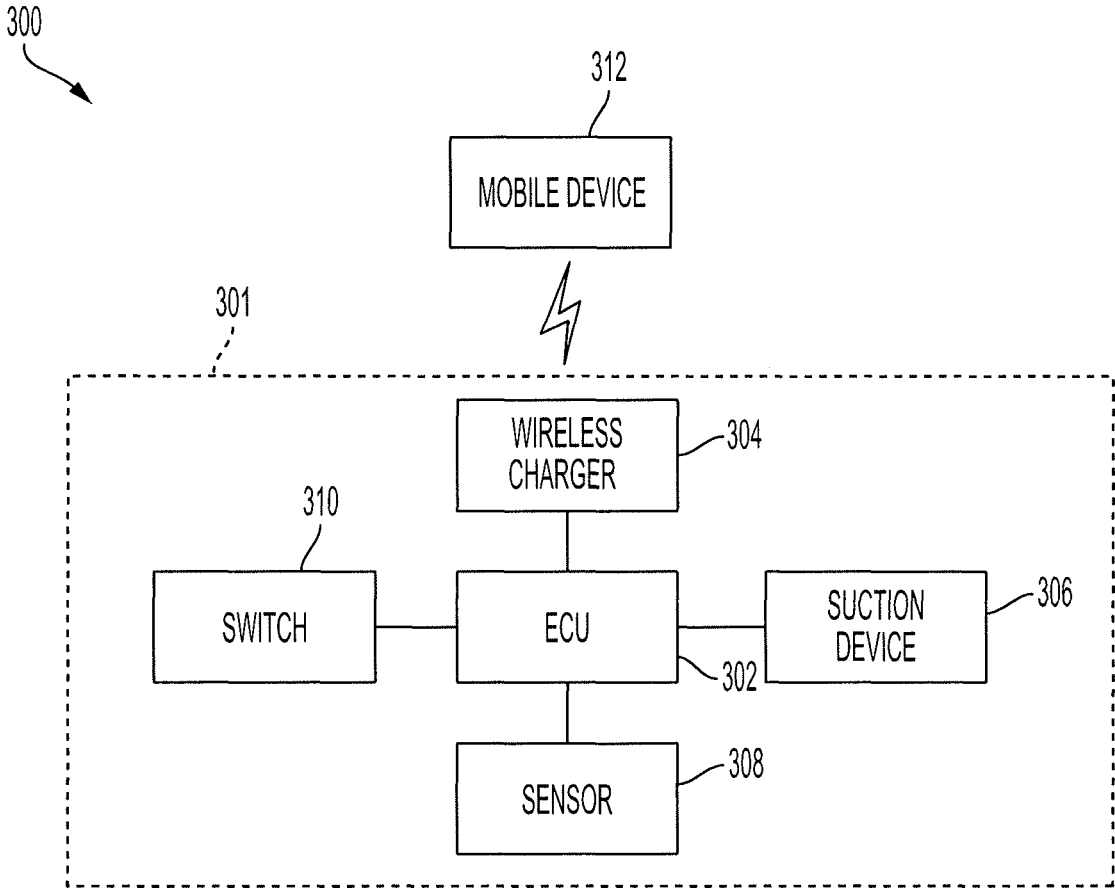 300
312
MOBILE DEVICE
301
WIRELESS
CHARGER
304
310
SWITCH
ECU
302
SUCTION
DEVICE
306
SENSOR
308